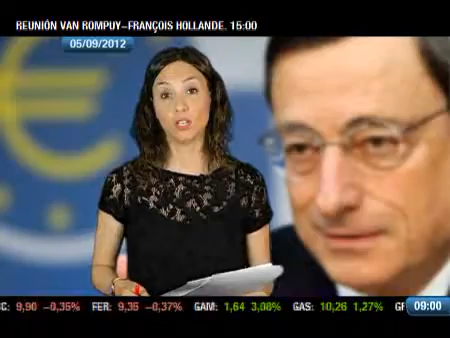 REUNIÓN VAN ROMPUY-FRANÇOIS HOLLANDE. 15:00
05/09/2012
C: 9,90 -0,35% FER: 9,35 -0,37% GAM: 1,64 3,08% GAS: 10,26 1,27% GR
09:00